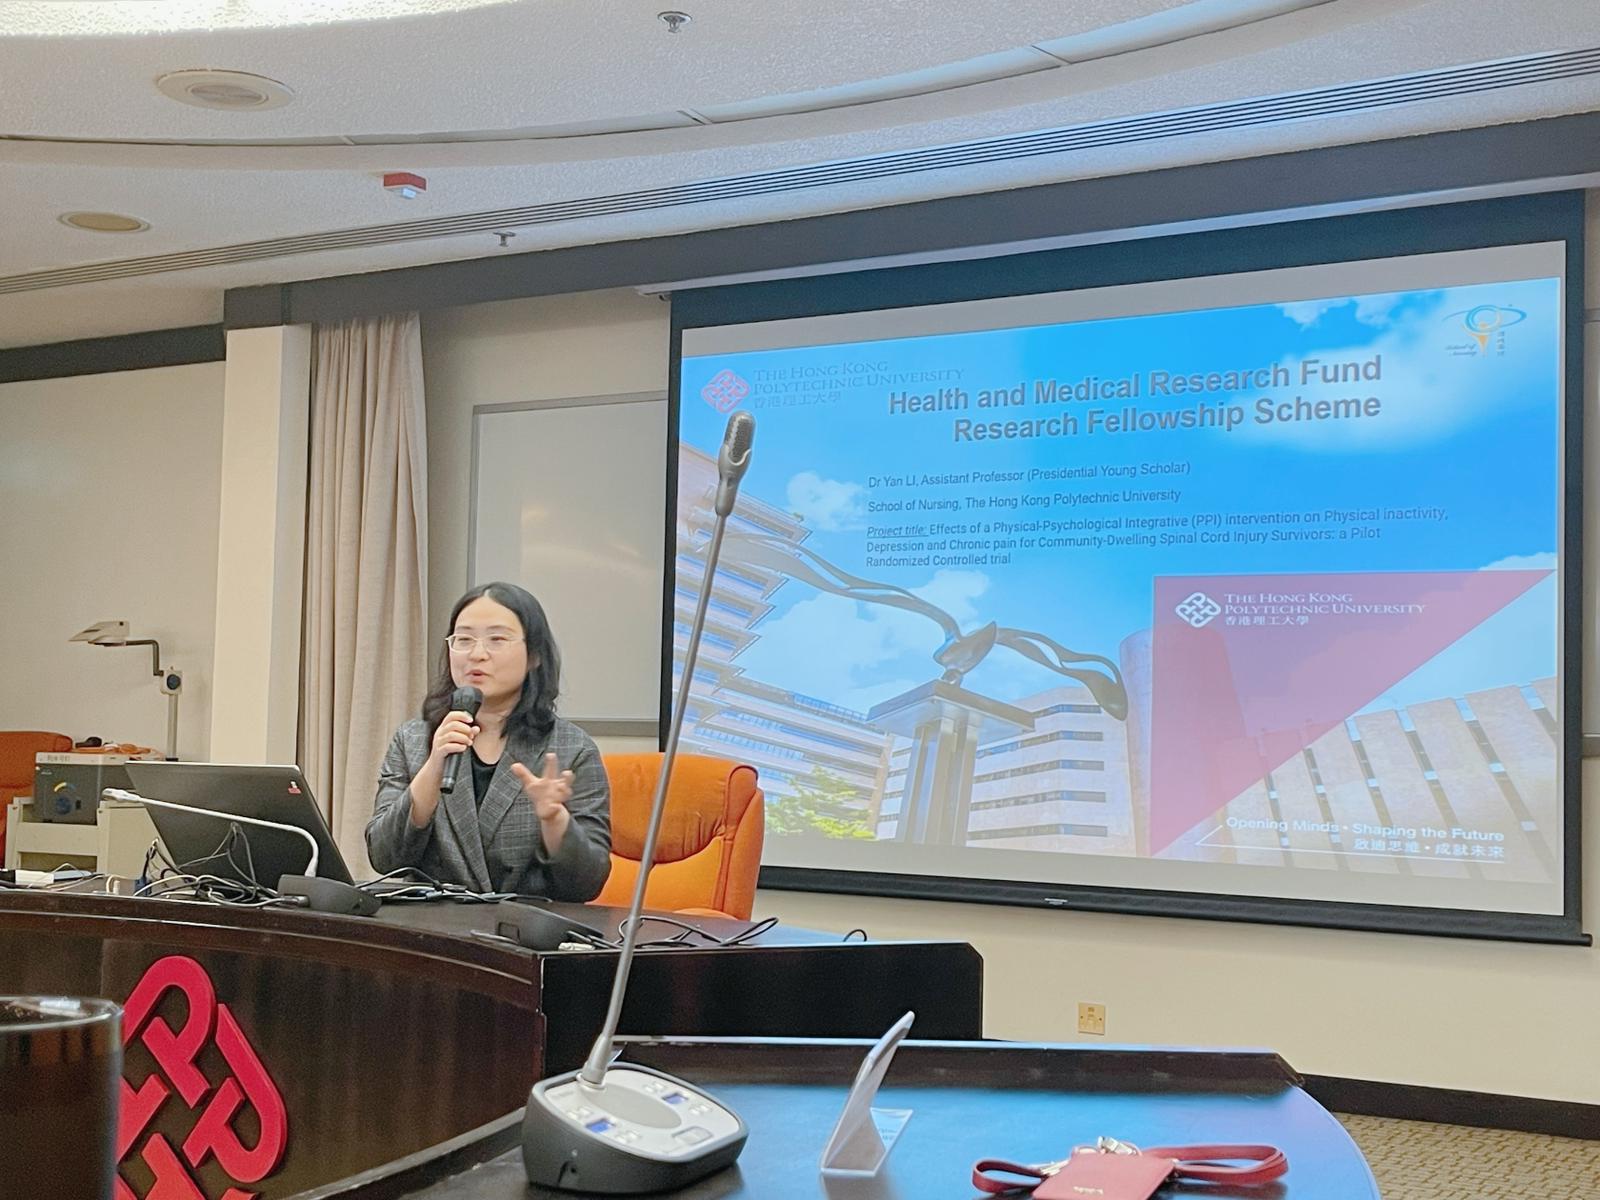 THE HONG KONG
POLYTECHNIC UNIVERSITY
香港理工大學
Health and Medical Research Fund
Research Fellowship Scheme
Dr Yan LI, Assistant Professor (Presidential Young Scholar)
School of Nursing, The Hong Kong Polytechnic University
Project title: Effects of a Physical-Psychological Integrative (PPI) intervention on Physical inactivity,
Depression and Chronic pain for Community-Dwelling Spinal Cord Injury Survivors: a Pilot
Randomized Controlled trial
THE HONG KONG
POLYTECHNIC UNIVERSITY
香港理工大學
Opening Minds • Shaping the Future
啟迪思維 • 成就未來